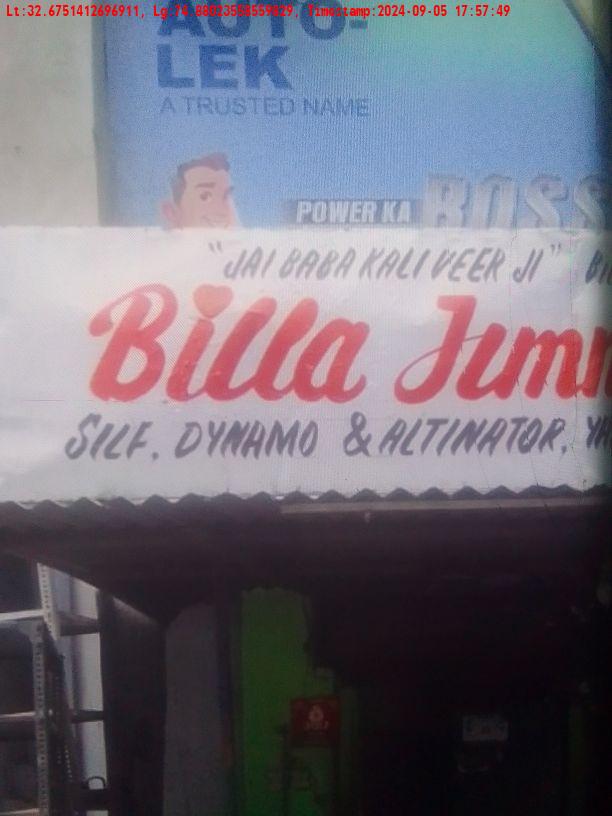 Lt:32.6751412696911, Lg:74.88023558559829, Timestamp:2024-09-05 17:57:49
AUTO-
LEK
A TRUSTED NAME
POWER KA BOSS
"JAI BABA KALI VEER JI"
Billa
SILF, DYNAMO & ALTINATOR,